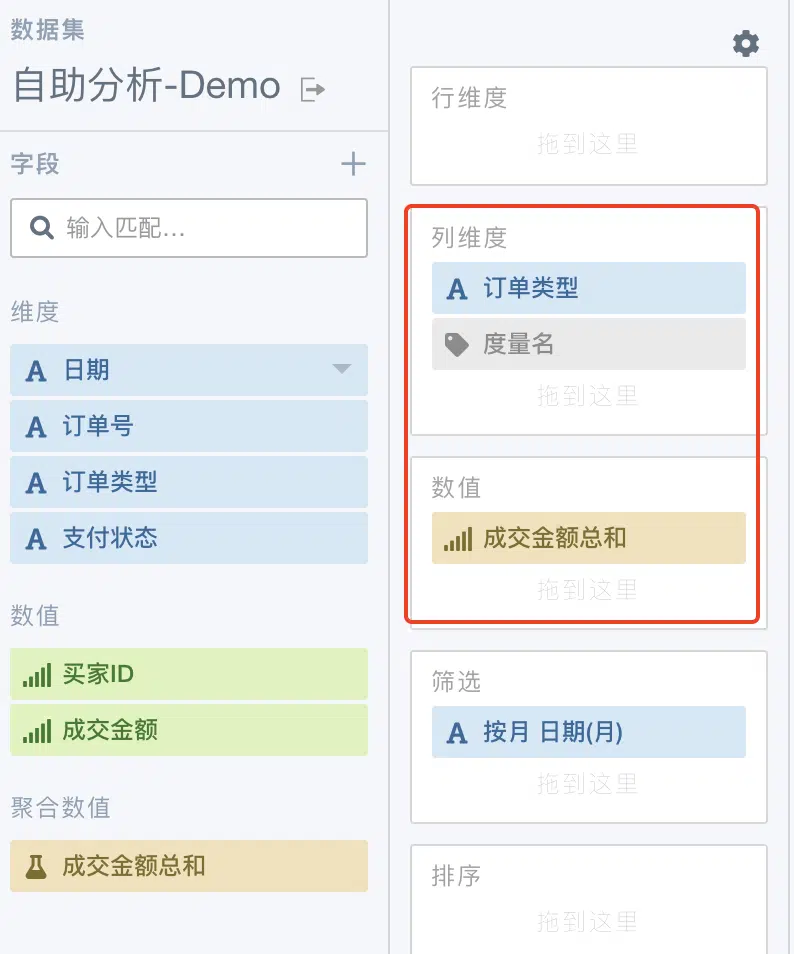 数据集
自助分析-Demo
字段
输入匹配...
维度
日期
订单号
订单类型
支付状态
数值
买家ID
成交金额
聚合数值
成交金额总和
行维度
拖到这里
列维度
订单类型
度量名
拖到这里
数值
成交金额总和
拖到这里
筛选
按月 日期(月)
拖到这里
排序
拖到这里